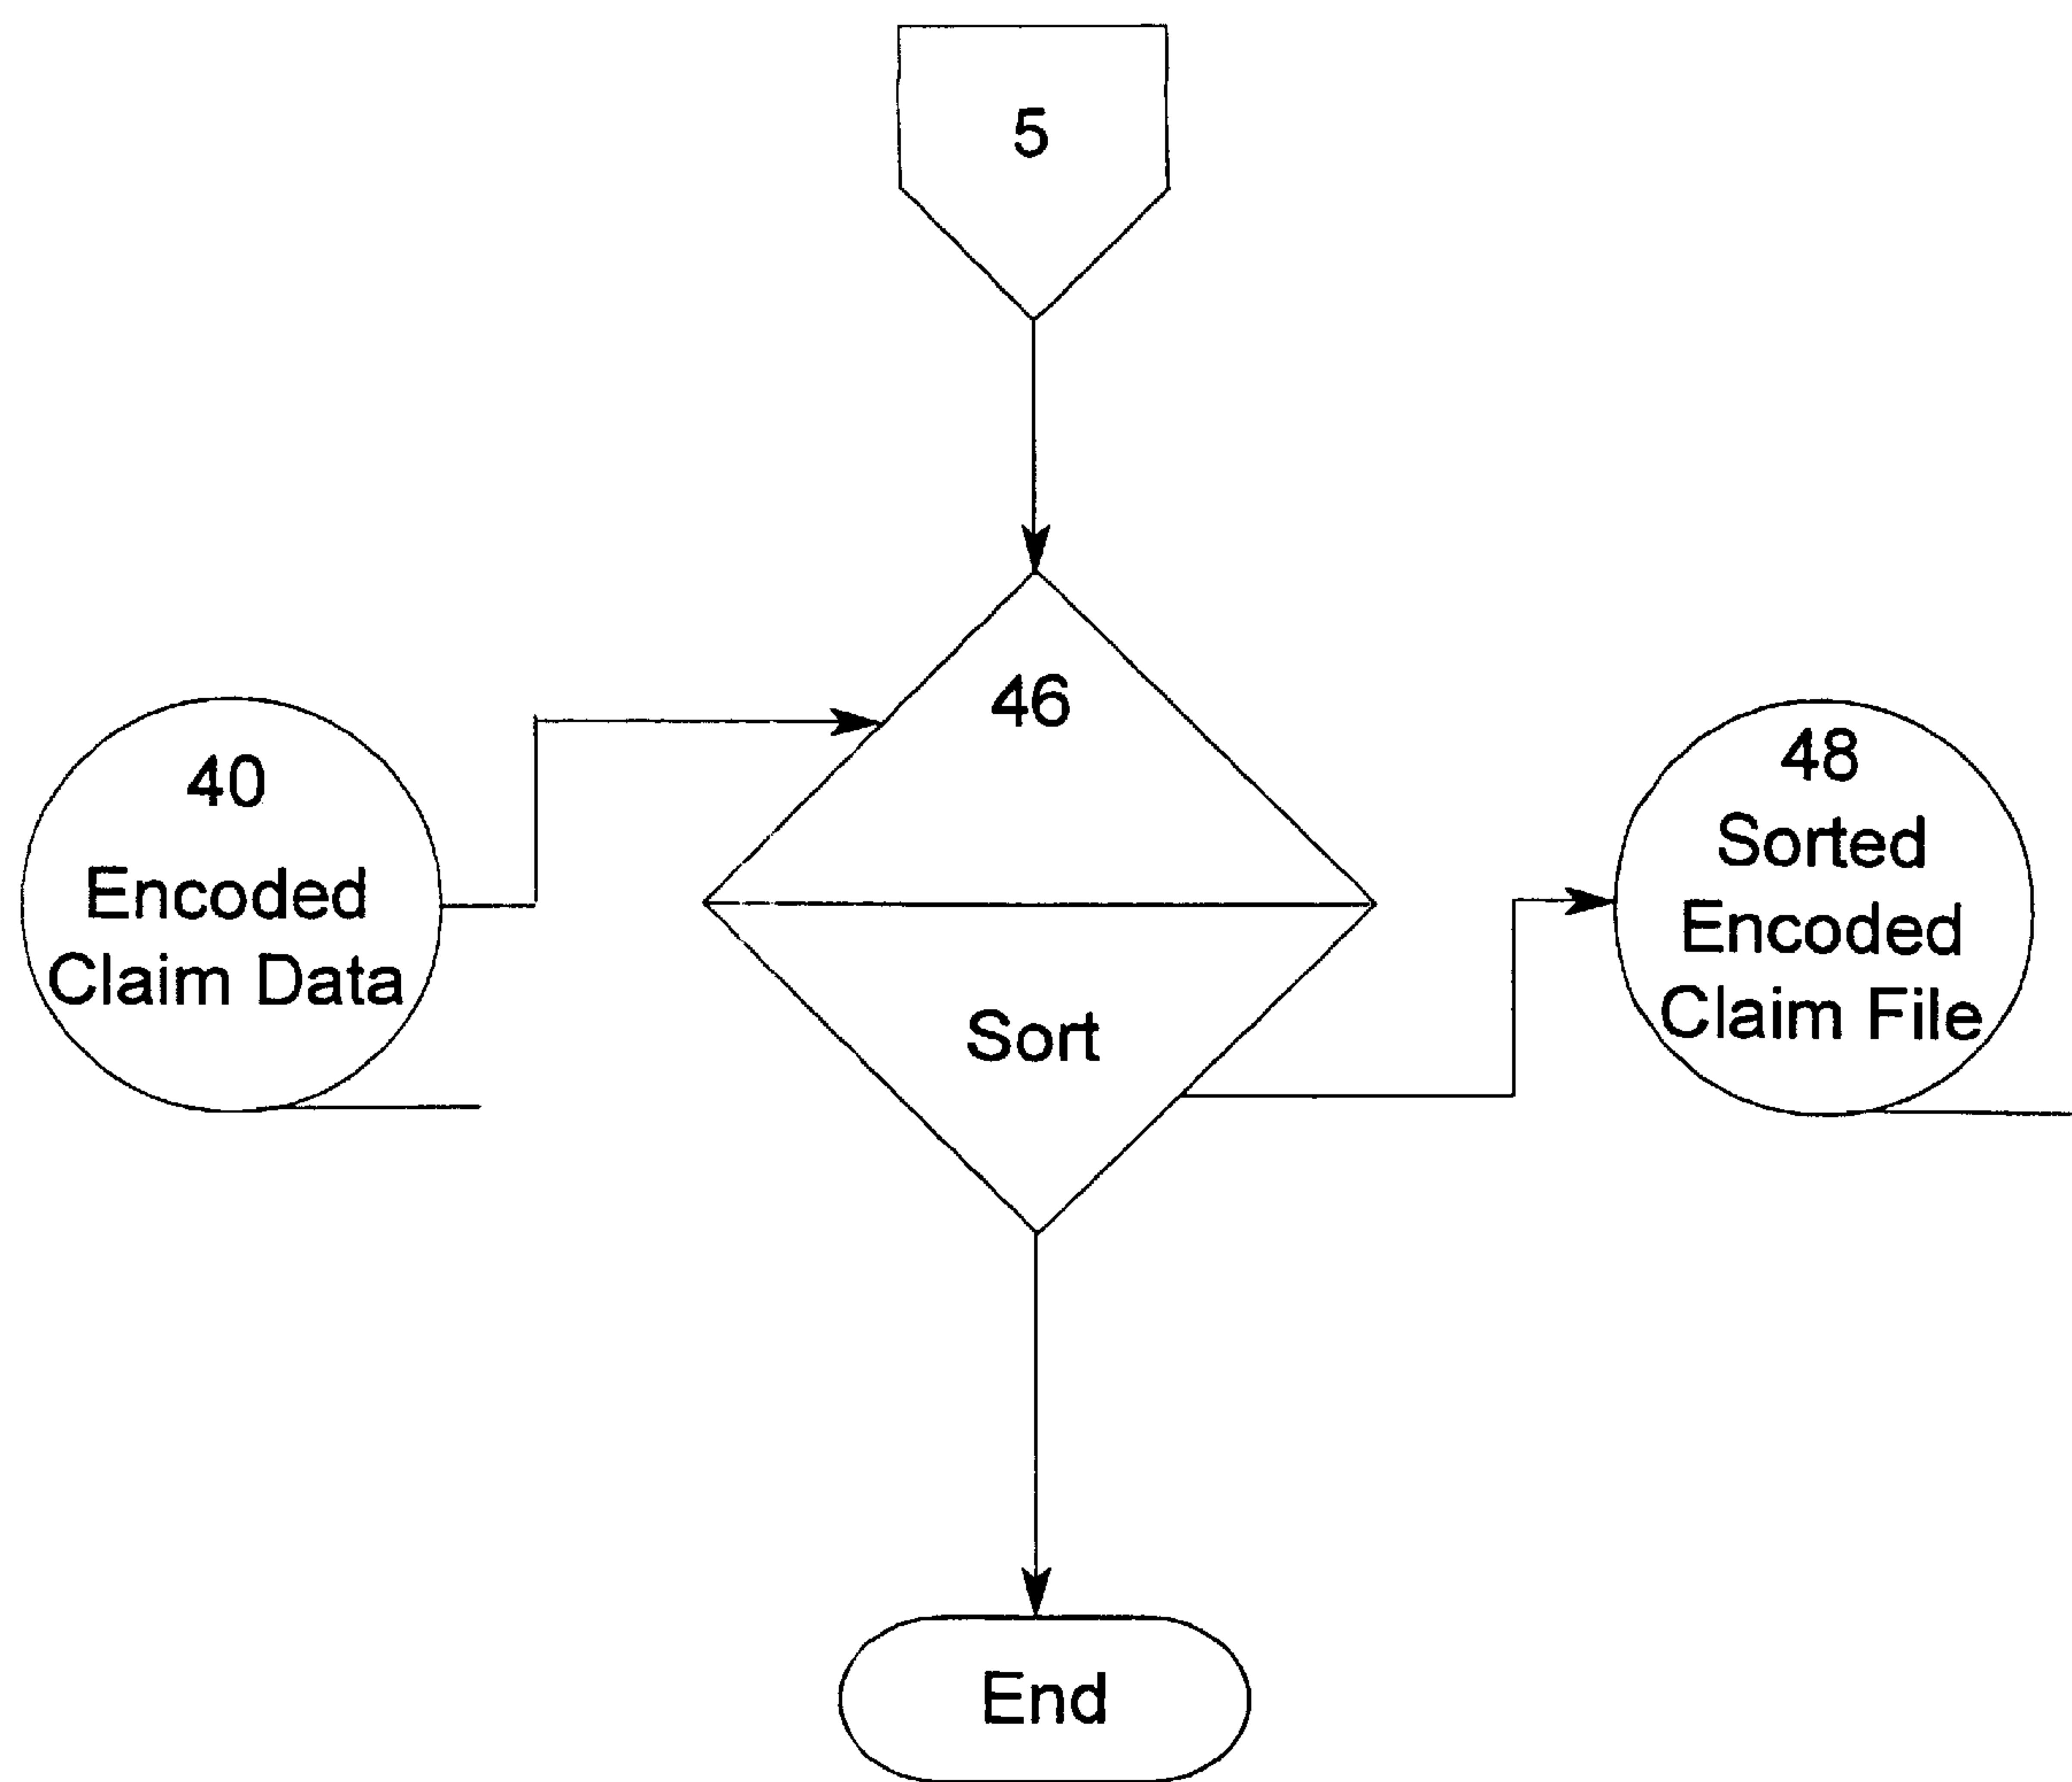 5
46
Sort
40
Encoded
Claim Data
48
Sorted
Encoded
Claim File
End